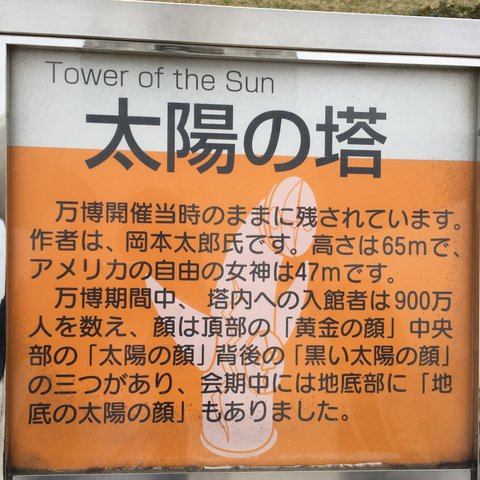 Tower of the Sun
太陽の塔
万博開催当時のままに残されています。
作者は、岡本太郎氏です。高さは65mで、
アメリカの自由の女神は47mです。
万博期間中、塔内への入館者は900万
人を数え、顔は頂部の「黄金の顔」中央
部の「太陽の顔」背後の「黒い太陽の顔」
の三つがあり、会期中には地底部に「地
底の太陽の顔」もありました。